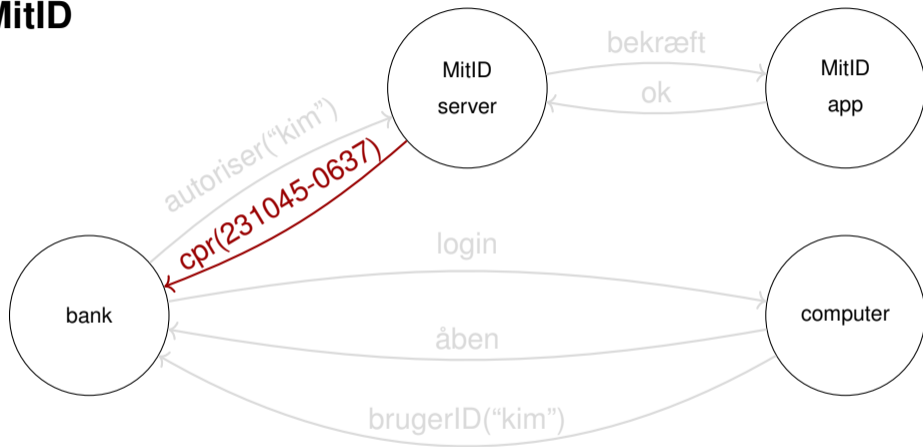 MitID
MitID
server
bekræft
ok
MitID
app
autoriser(“kim”)
cpr(231045-0637)
login
bank
åben
computer
brugerID(“kim”)